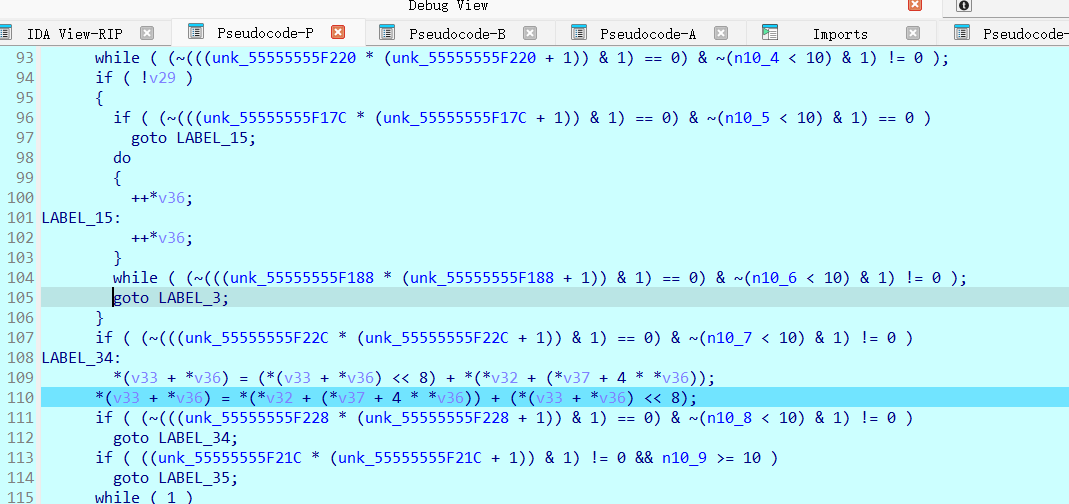 Debug View
IDA View-RIP Pseudocode-P Pseudocode-B Pseudocode-A Imports Pseudocode-
93 while ( (~(((unk_55555555F220 * (unk_55555555F220 + 1)) & 1) == 0) & ~(n10_4 < 10) & 1) != 0 );
94 if ( !v29 )
95 {
96 if ( (~(((unk_55555555F17C * (unk_55555555F17C + 1)) & 1) == 0) & ~(n10_5 < 10) & 1) == 0 )
97 goto LABEL_15;
98 do
99 {
100 ++*v36;
101 LABEL_15:
102 ++*v36;
103 }
104 while ( (~(((unk_55555555F188 * (unk_55555555F188 + 1)) & 1) == 0) & ~(n10_6 < 10) & 1) != 0 );
105 goto LABEL_3;
106 }
107 if ( (~(((unk_55555555F22C * (unk_55555555F22C + 1)) & 1) == 0) & ~(n10_7 < 10) & 1) != 0 )
108 LABEL_34:
109 *(v33 + *v36) = (*(v33 + *v36) << 8) + *(*v32 + (*v37 + 4 * *v36));
110 *(v33 + *v36) = *(*v32 + (*v37 + 4 * *v36)) + (*(v33 + *v36) << 8);
111 if ( (~(((unk_55555555F228 * (unk_55555555F228 + 1)) & 1) == 0) & ~(n10_8 < 10) & 1) != 0 )
112 goto LABEL_34;
113 if ( ((unk_55555555F21C * (unk_55555555F21C + 1)) & 1) != 0 && n10_9 >= 10 )
114 goto LABEL_35;
115 while ( 1 )